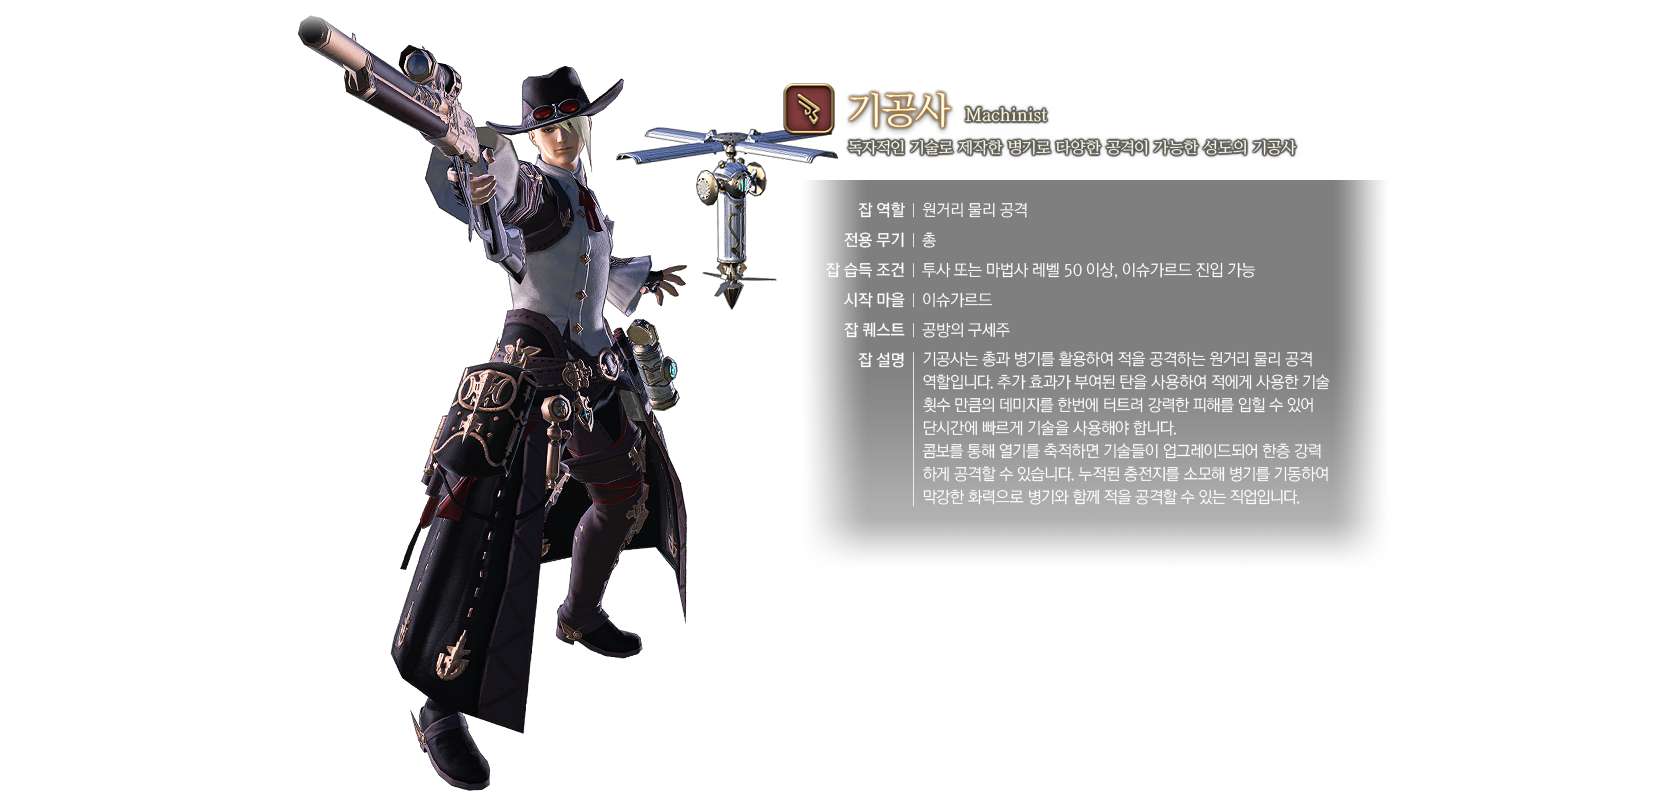 기공사 Machinist
독자적인 기술로 제작한 병기로 다양한 공격이 가능한 성도의 기공사
잡 역할 | 원거리 물리 공격
전용 무기 | 총
잡 습득 조건 | 투사 또는 마법사 레벨 50 이상, 이슈가르드 진입 가능
시작 마을 | 이슈가르드
잡 퀘스트 | 공방의 구세주
잡 설명 | 기공사는 총과 병기를 활용하여 적을 공격하는 원거리 물리 공격
역할입니다. 추가 효과가 부여된 탄을 사용하여 적에게 사용한 기술
횟수 만큼의 데미지를 한번에 터트려 강력한 피해를 입힐 수 있어
단시간에 빠르게 기술을 사용해야 합니다.
콤보를 통해 열기를 축적하면 기술들이 업그레이드되어 한층 강력
하게 공격할 수 있습니다. 누적된 충전지를 소모해 병기를 기동하여
막강한 화력으로 병기와 함께 적을 공격할 수 있는 직업입니다.